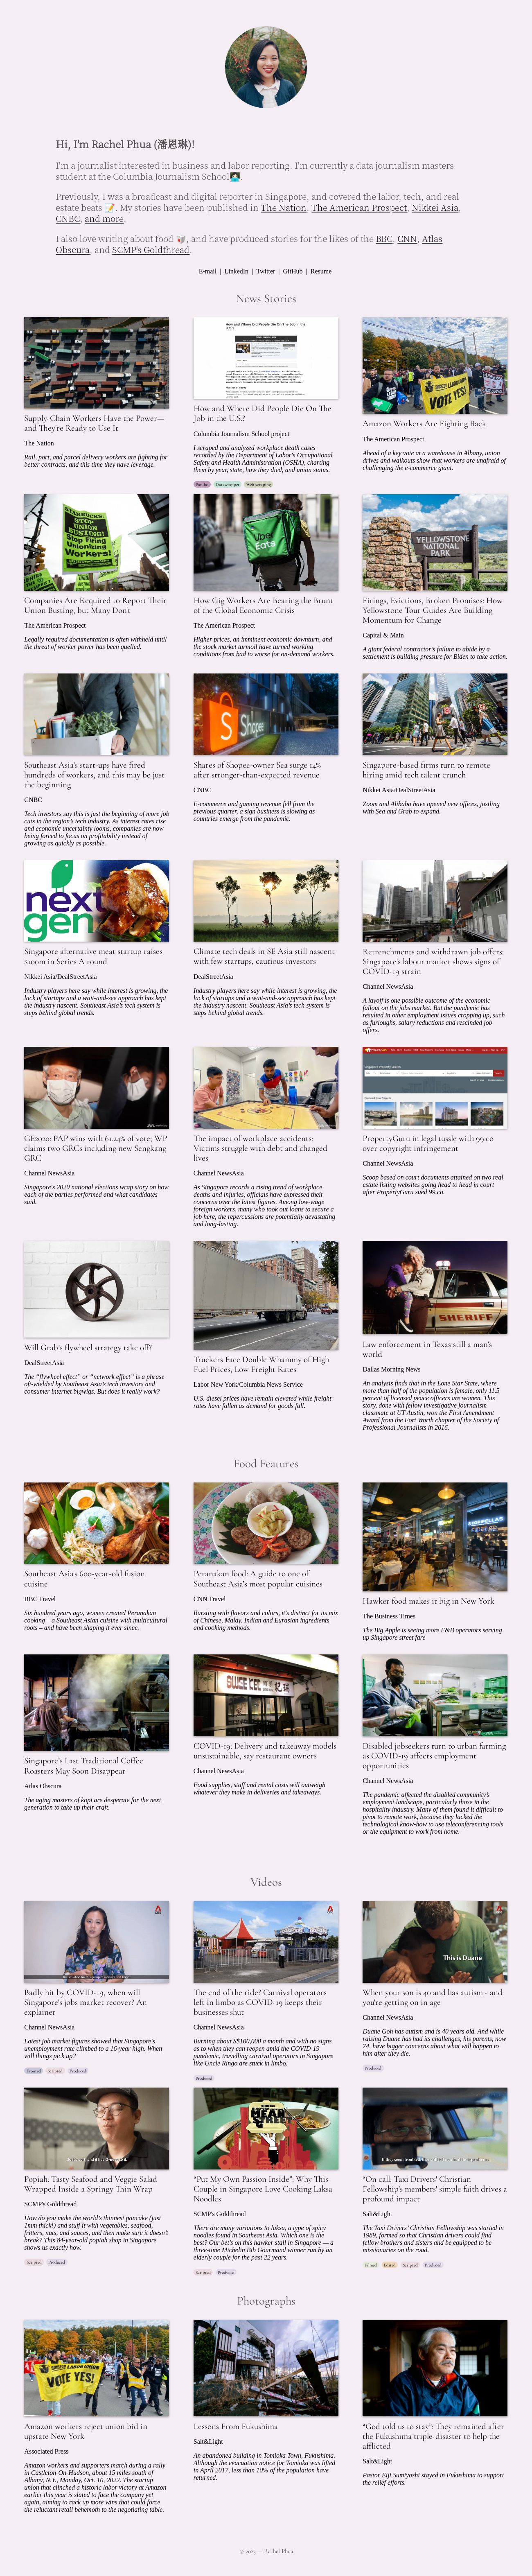 Hi, I'm Rachel Phua (潘恩琳)!
I'm a journalist interested in business and labor reporting. I'm currently a data journalism masters
student at the Columbia Journalism School👩🏻‍💻.
Previously, I was a broadcast and digital reporter in Singapore, and covered the labor, tech, and real
estate beats 📝. My stories have been published in The Nation, The American Prospect, Nikkei Asia,
CNBC, and more.
I also love writing about food 🥡, and have produced stories for the likes of the BBC, CNN, Atlas
Obscura, and SCMP's Goldthread.
E-mail | LinkedIn | Twitter | GitHub | Resume
News Stories
Supply-Chain Workers Have the Power—
and They're Ready to Use It
The Nation
Rail, port, and parcel delivery workers are fighting for
better contracts, and this time they have leverage.
How and Where Did People Die On The Job in the
U.S.?
How and Where Did People Die On The
Job in the U.S.?
Columbia Journalism School project
I scraped and analyzed workplace death cases
recorded by the Department of Labor's Occupational
Safety and Health Administration (OSHA), charting
them by year, state, how they died, and union status.
Pandas Datawrapper Web scraping
AMAZON LABOR UNION
VOTE YES!
Amazon Workers Are Fighting Back
The American Prospect
Ahead of a key vote at a warehouse in Albany, union
drives and walkouts show that workers are unafraid of
challenging the e-commerce giant.
STARBUCKS:
STOP
UNION
BUSTING!
Stop Firing
Unionizing
Workers!
Companies Are Required to Report Their
Union Busting, but Many Don't
The American Prospect
Legally required documentation is often withheld until
the threat of worker power has been quelled.
Uber
Eats
How Gig Workers Are Bearing the Brunt
of the Global Economic Crisis
The American Prospect
Higher prices, an imminent economic downturn, and
the stock market turmoil have turned working
conditions from bad to worse for on-demand workers.
YELLOWSTONE
NATIONAL
PARK
Firings, Evictions, Broken Promises: How
Yellowstone Tour Guides Are Building
Momentum for Change
Capital & Main
A giant federal contractor's failure to abide by a
settlement is building pressure for Biden to take action.
Southeast Asia's start-ups have fired
hundreds of workers, and this may be just
the beginning
CNBC
Tech investors say this is just the beginning of more job
cuts in the region's tech industry. As interest rates rise
and economic uncertainty looms, companies are now
being forced to focus on profitability instead of
growing as quickly as possible.
Shopee
Shares of Shopee-owner Sea surge 14%
after stronger-than-expected revenue
CNBC
E-commerce and gaming revenue fell from the
previous quarter, a sign business is slowing as
countries emerge from the pandemic.
Singapore-based firms turn to remote
hiring amid tech talent crunch
Nikkei Asia/DealStreetAsia
Zoom and Alibaba have opened new offices, jostling
with Sea and Grab to expand.
next
gen
Singapore alternative meat startup raises
$100m in Series A round
Nikkei Asia/DealStreetAsia
Industry players here say while interest is growing, the
lack of startups and a wait-and-see approach has kept
the industry nascent. Southeast Asia's tech system is
steps behind global trends.
Climate tech deals in SE Asia still nascent
with few startups, cautious investors
DealStreetAsia
Industry players here say while interest is growing, the
lack of startups and a wait-and-see approach has kept
the industry nascent. Southeast Asia's tech system is
steps behind global trends.
Retrenchments and withdrawn job offers:
Singapore's labour market shows signs of
COVID-19 strain
Channel NewsAsia
A layoff is one possible outcome of the economic
fallout on the jobs market. But the pandemic has
resulted in other employment issues cropping up, such
as furloughs, salary reductions and rescinded job
offers.
GE2020: PAP wins with 61.24% of vote; WP
claims two GRCs including new Sengkang
GRC
Channel NewsAsia
Singapore's 2020 national elections wrap story on how
each of the parties performed and what candidates
said.
The impact of workplace accidents:
Victims struggle with debt and changed
lives
Channel NewsAsia
As Singapore records a rising trend of workplace
deaths and injuries, officials have expressed their
concerns over the latest figures. Among low-wage
foreign workers, many who took out loans to secure a
job here, the repercussions are potentially devastating
and long-lasting.
PropertyGuru in legal tussle with 99.co
over copyright infringement
Channel NewsAsia
Scoop based on court documents attained on two real
estate listing websites going head to head in court
after PropertyGuru sued 99.co.
Will Grab's flywheel strategy take off?
DealStreetAsia
The “flywheel effect” or “network effect” is a phrase
oft-wielded by Southeast Asia's tech investors and
consumer internet bigwigs. But does it really work?
Truckers Face Double Whammy of High
Fuel Prices, Low Freight Rates
Labor New York/Columbia News Service
U.S. diesel prices have remain elevated while freight
rates have fallen as demand for goods fall.
SHERIFF
Law enforcement in Texas still a man's
world
Dallas Morning News
An analysis finds that in the Lone Star State, where
more than half of the population is female, only 11.5
percent of licensed peace officers are women. This
story, done with fellow investigative journalism
classmate at UT Austin, won the First Amendment
Award from the Fort Worth chapter of the Society of
Professional Journalists in 2016.
Food Features
Southeast Asia's 600-year-old fusion
cuisine
BBC Travel
Six hundred years ago, women created Peranakan
cooking – a Southeast Asian cuisine with multicultural
roots – and have been shaping it ever since.
Peranakan food: A guide to one of
Southeast Asia's most popular cuisines
CNN Travel
Bursting with flavors and colors, it's distinct for its mix
of Chinese, Malay, Indian and Eurasian ingredients
and cooking methods.
Hawker food makes it big in New York
The Business Times
The Big Apple is seeing more F&B operators serving
up Singapore street fare
Singapore's Last Traditional Coffee
Roasters May Soon Disappear
Atlas Obscura
The aging masters of kopi are desperate for the next
generation to take up their craft.
SWEE CEE
COVID-19: Delivery and takeaway models
unsustainable, say restaurant owners
Channel NewsAsia
Food supplies, staff and rental costs will outweigh
whatever they make in deliveries and takeaways.
Disabled jobseekers turn to urban farming
as COVID-19 affects employment
opportunities
Channel NewsAsia
The pandemic affected the disabled community's
employment landscape, particularly those in the
hospitality industry. Many of them found it difficult to
pivot to remote work, because they lacked the
technological know-how to use teleconferencing tools
or the equipment to work from home.
Videos
Badly hit by COVID-19, when will
Singapore's jobs market recover? An
explainer
Channel NewsAsia
Latest job market figures showed that Singapore's
unemployment rate climbed to a 16-year high. When
will things pick up?
Fronted Scripted Produced
The end of the ride? Carnival operators
left in limbo as COVID-19 keeps their
businesses shut
Channel NewsAsia
Burning about S$100,000 a month and with no signs
as to when they can reopen amid the COVID-19
pandemic, travelling carnival operators in Singapore
like Uncle Ringo are stuck in limbo.
Produced
This is Duane
When your son is 40 and has autism - and
you're getting on in age
Channel NewsAsia
Duane Goh has autism and is 40 years old. And while
raising Duane has had its challenges, his parents, now
74, have bigger concerns about what will happen to
him after they die.
Produced
Popiah: Tasty Seafood and Veggie Salad
Wrapped Inside a Springy Thin Wrap
SCMP's Goldthread
How do you make the world's thinnest pancake (just
1mm thick!) and stuff it with vegetables, seafood,
fritters, nuts, and sauces, and then make sure it doesn't
break? This 84-year-old popiah shop in Singapore
shows us exactly how.
Scripted Produced
MEAN
“Put My Own Passion Inside”: Why This
Couple in Singapore Love Cooking Laksa
Noodles
SCMP's Goldthread
There are many variations to laksa, a type of spicy
noodles found in Southeast Asia. Which one is the
best? Our bet's on this hawker stall in Singapore — a
three-time Michelin Bib Gourmand winner run by an
elderly couple for the past 22 years.
Scripted Produced
“On call: Taxi Drivers' Christian
Fellowship's members' simple faith drives a
profound impact
Salt&Light
The Taxi Drivers' Christian Fellowship was started in
1989, formed so that Christian drivers could find
fellow brothers and sisters and be equipped to be
missionaries on the road.
Filmed Edited Scripted Produced
Photographs
AMAZON LABOR UNION
VOTE YES!
Amazon workers reject union bid in
upstate New York
Associated Press
Amazon workers and supporters march during a rally
in Castleton-On-Hudson, about 15 miles south of
Albany, N.Y., Monday, Oct. 10, 2022. The startup
union that clinched a historic labor victory at Amazon
earlier this year is slated to face the company yet
again, aiming to rack up more wins that could force
the reluctant retail behemoth to the negotiating table.
Lessons From Fukushima
Salt&Light
An abandoned building in Tomioka Town, Fukushima.
Although the evacuation notice for Tomioka was lifted
in April 2017, less than 10% of the population have
returned.
“God told us to stay”: They remained after
the Fukushima triple-disaster to help the
afflicted
Salt&Light
Pastor Eiji Sumiyoshi stayed in Fukushima to support
the relief efforts.
© 2023 — Rachel Phua